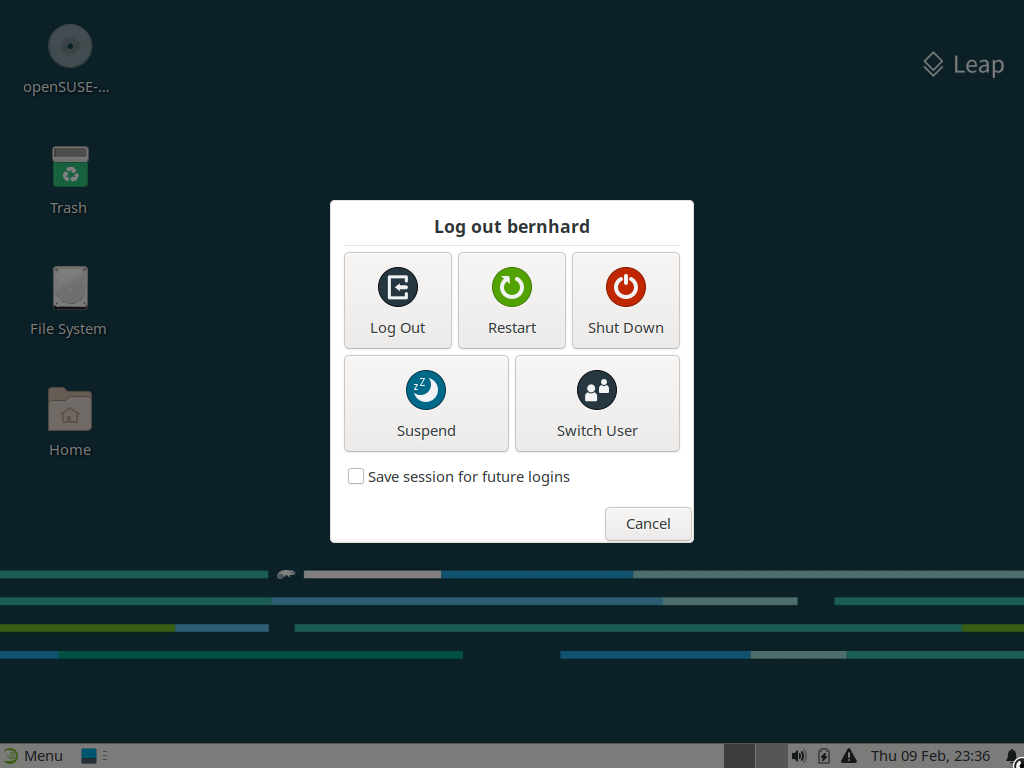 openSUSE-...
Leap
Trash
File System
Home
Log out bernhard
Log Out
Restart
Shut Down
Suspend
Switch User
Save session for future logins
Cancel
Menu
Thu 09 Feb, 23:36